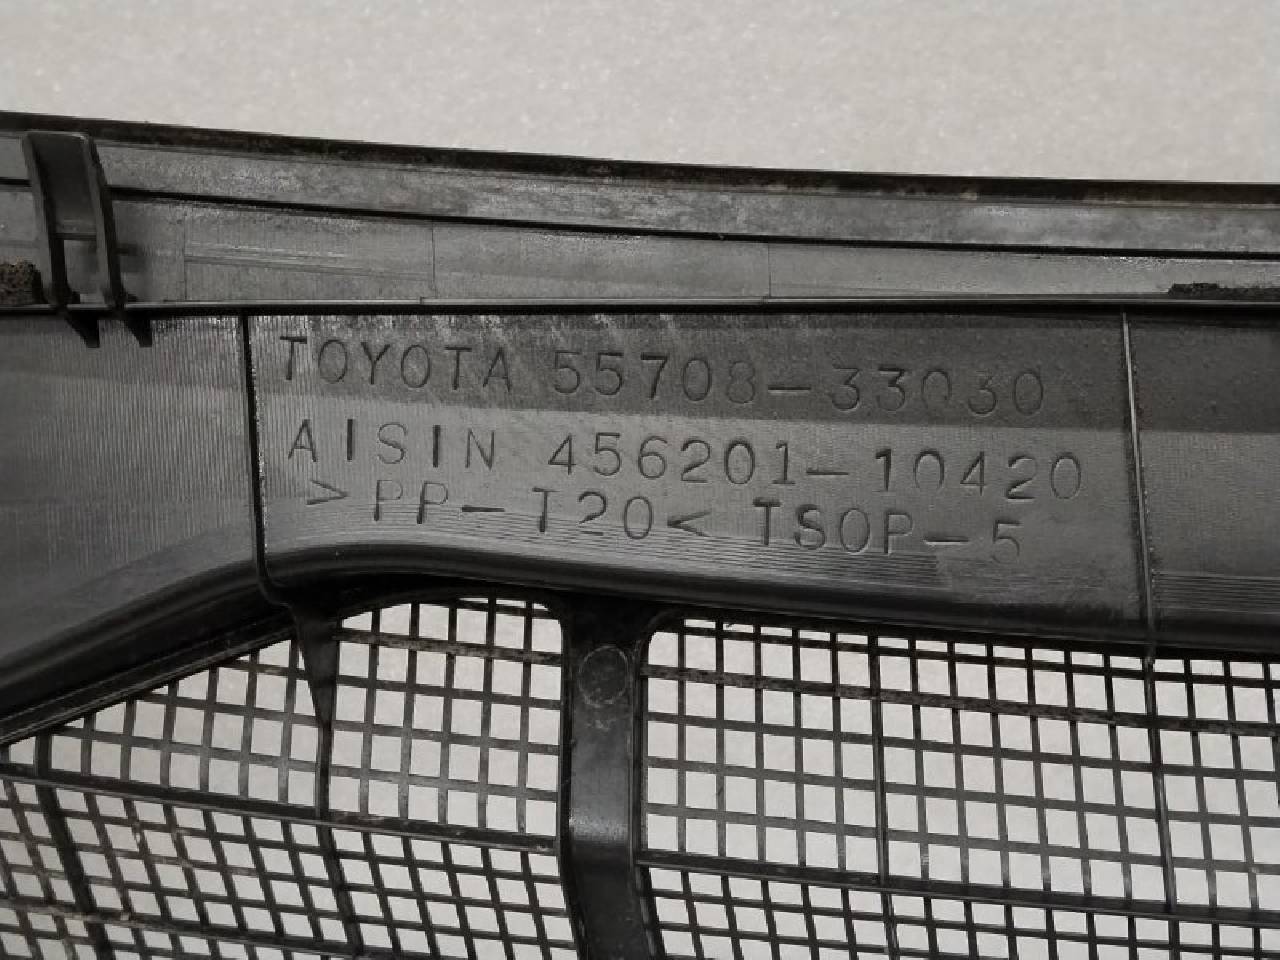 TOYOTA 55708-33030
AISIN 456201-10420
>PP-T20< TSOP-5